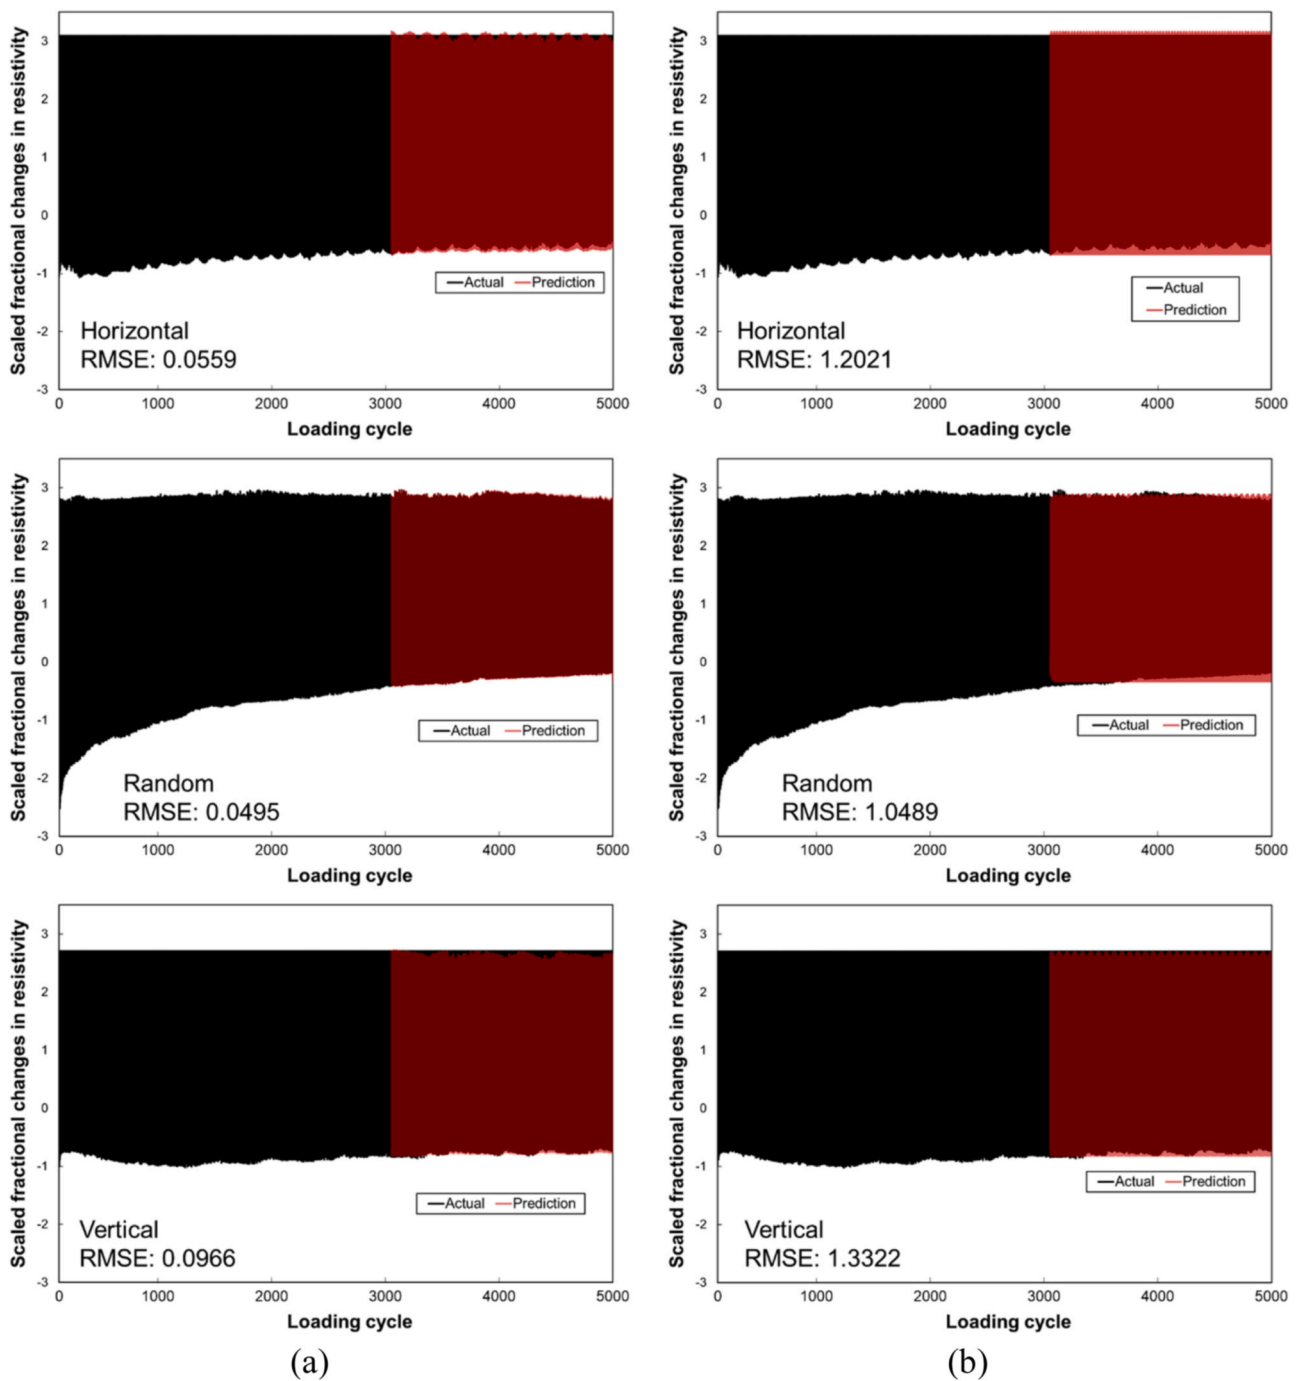 Scaled fractional changes in resistivity
3
2
1
0
-1
-2
-3
Actual Prediction
Horizontal
RMSE: 0.0559
0 1000 2000 3000 4000 5000
Loading cycle
Scaled fractional changes in resistivity
3
2
1
0
-1
-2
-3
Actual
Prediction
Horizontal
RMSE: 1.2021
0 1000 2000 3000 4000 5000
Loading cycle
Scaled fractional changes in resistivity
3
2
1
0
-1
-2
-3
Actual Prediction
Random
RMSE: 0.0495
0 1000 2000 3000 4000 5000
Loading cycle
Scaled fractional changes in resistivity
3
2
1
0
-1
-2
-3
Actual Prediction
Random
RMSE: 1.0489
0 1000 2000 3000 4000 5000
Loading cycle
Scaled fractional changes in resistivity
3
2
1
0
-1
-2
-3
Actual Prediction
Vertical
RMSE: 0.0966
0 1000 2000 3000 4000 5000
Loading cycle
Scaled fractional changes in resistivity
3
2
1
0
-1
-2
-3
Actual Prediction
Vertical
RMSE: 1.3322
0 1000 2000 3000 4000 5000
Loading cycle
(a)
(b)